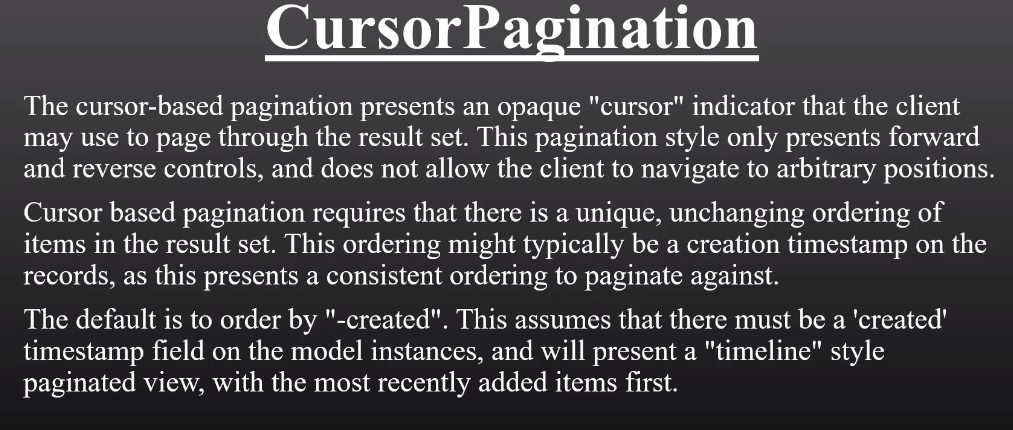 CursorPagination
The cursor-based pagination presents an opaque "cursor" indicator that the client
may use to page through the result set. This pagination style only presents forward
and reverse controls, and does not allow the client to navigate to arbitrary positions.
Cursor based pagination requires that there is a unique, unchanging ordering of
items in the result set. This ordering might typically be a creation timestamp on the
records, as this presents a consistent ordering to paginate against.
The default is to order by "-created". This assumes that there must be a 'created'
timestamp field on the model instances, and will present a "timeline" style
paginated view, with the most recently added items first.